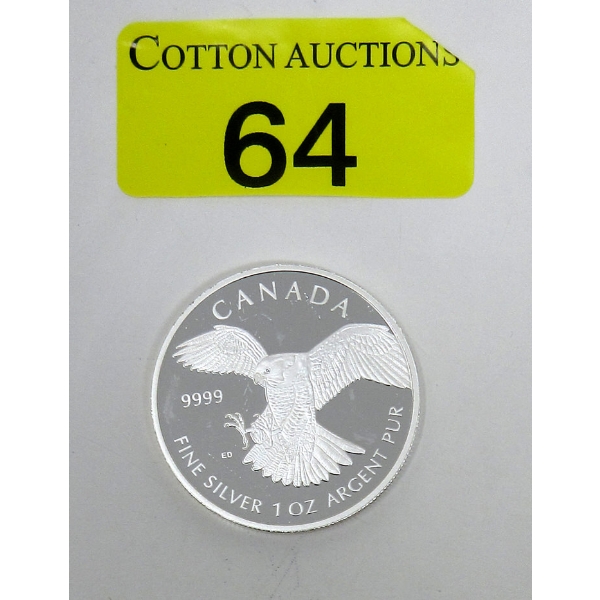 COTTON AUCTIONS
64
CANADA
9999
ED
FINE SILVER 1 OZ ARGENT PUR